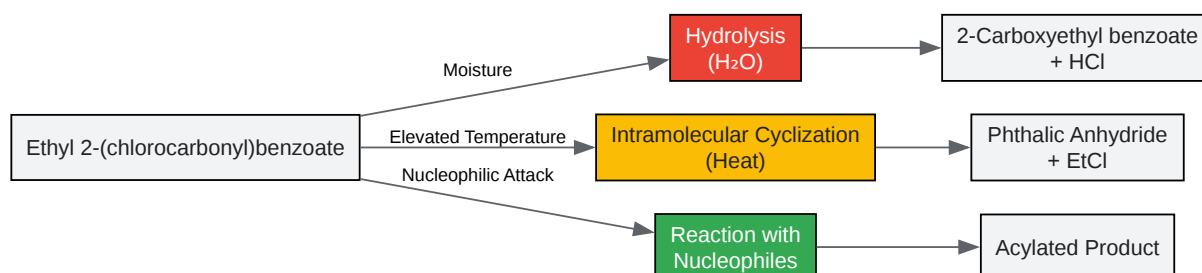 Hydrolysis
(H₂O)
2-Carboxyethyl benzoate
+ HCl
Moisture
Ethyl 2-(chlorocarbonyl)benzoate
Elevated Temperature
Intramolecular Cyclization
(Heat)
Phthalic Anhydride
+ EtCl
Nucleophilic Attack
Reaction with
Nucleophiles
Acylated Product